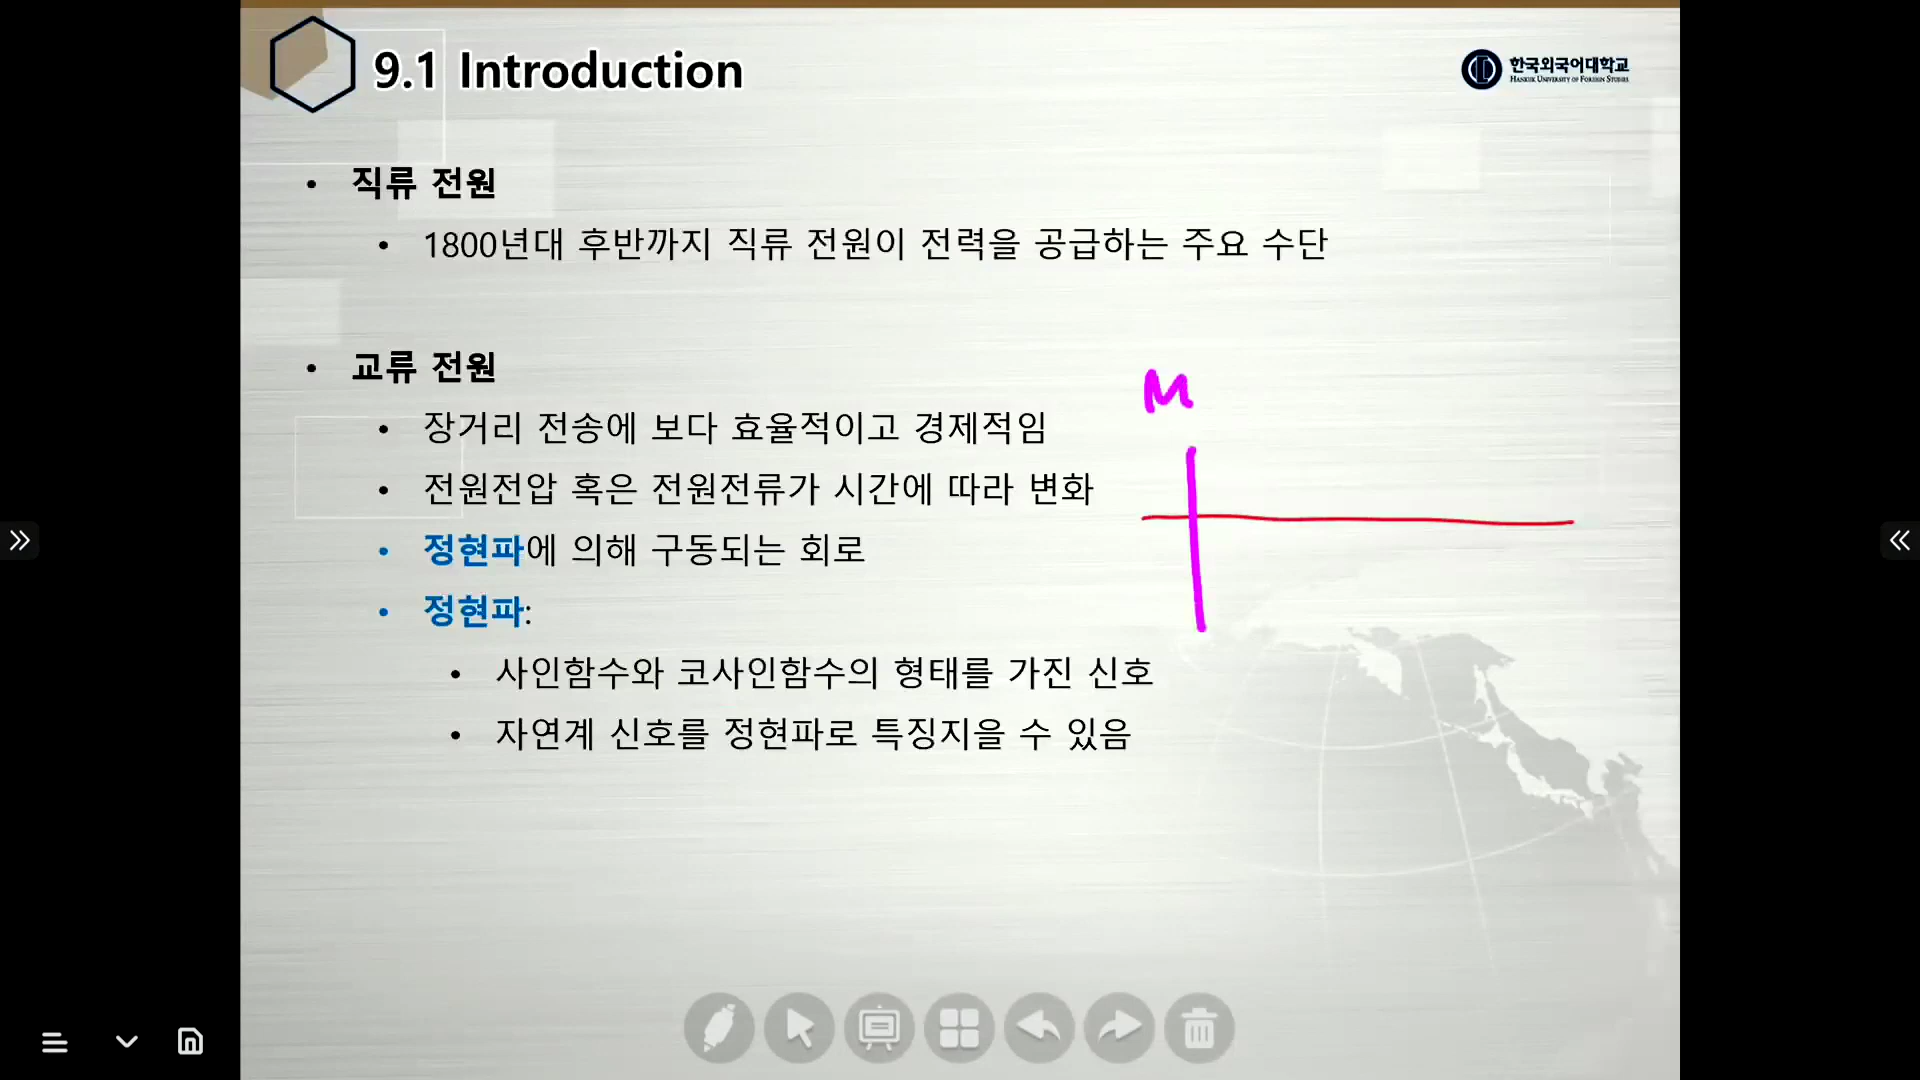 9.1 Introduction
한국외국어대학교
HANKUK UNIVERSITY OF FOREIGN STUDIES
• 직류 전원
• 1800년대 후반까지 직류 전원이 전력을 공급하는 주요 수단
• 교류 전원
• 장거리 전송에 보다 효율적이고 경제적임
• 전원전압 혹은 전원전류가 시간에 따라 변화
• 정현파에 의해 구동되는 회로
• 정현파:
• 사인함수와 코사인함수의 형태를 가진 신호
• 자연계 신호를 정현파로 특징지을 수 있음